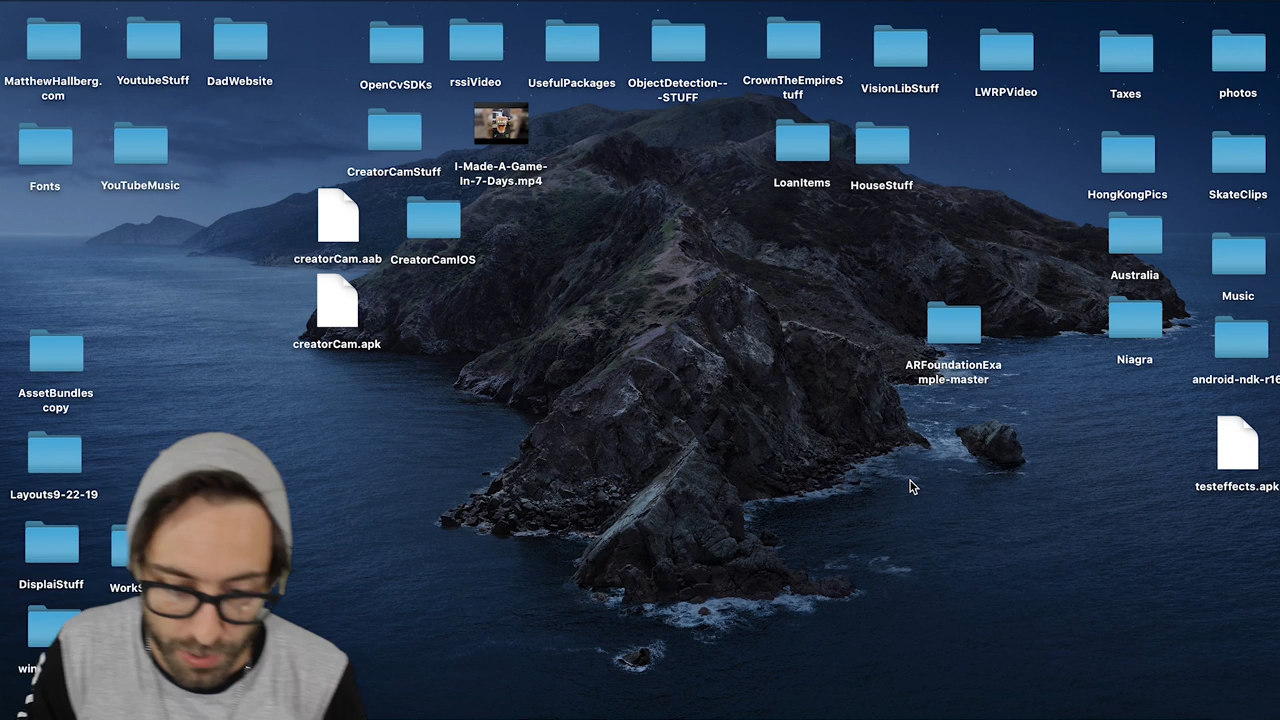 MatthewHallberg.
com
YoutubeStuff
DadWebsite
OpenCvSDKs
rssiVideo
UsefulPackages
ObjectDetection--
-STUFF
CrownTheEmpireS
tuff
VisionLibStuff
LWRPVideo
Taxes
photos
Fonts
YouTubeMusic
CreatorCamStuff
I-Made-A-Game-
In-7-Days.mp4
LoanItems
HouseStuff
HongKongPics
SkateClips
creatorCam.aab
CreatorCamIOS
Australia
Music
creatorCam.apk
ARFoundationExa
mple-master
Niagra
android-ndk-r16
AssetBundles
copy
Layouts9-22-19
testeffects.apk
DisplaiStuff